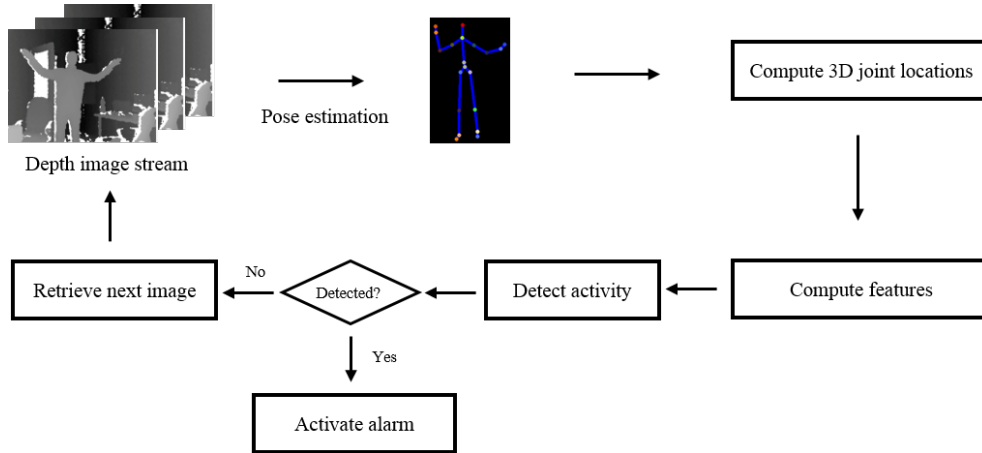 Compute 3D joint locations
Pose estimation
Depth image stream
No
Retrieve next image
Detected?
Detect activity
Compute features
Yes
Activate alarm